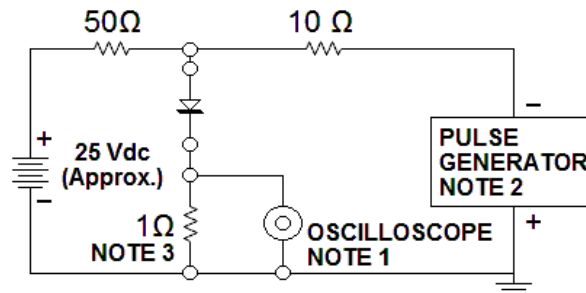 50Ω
10 Ω
+
25 Vdc
(Approx.)
−
1Ω
NOTE 3
OSCILLOSCOPE
NOTE 1
−
PULSE
GENERATOR
NOTE 2
+